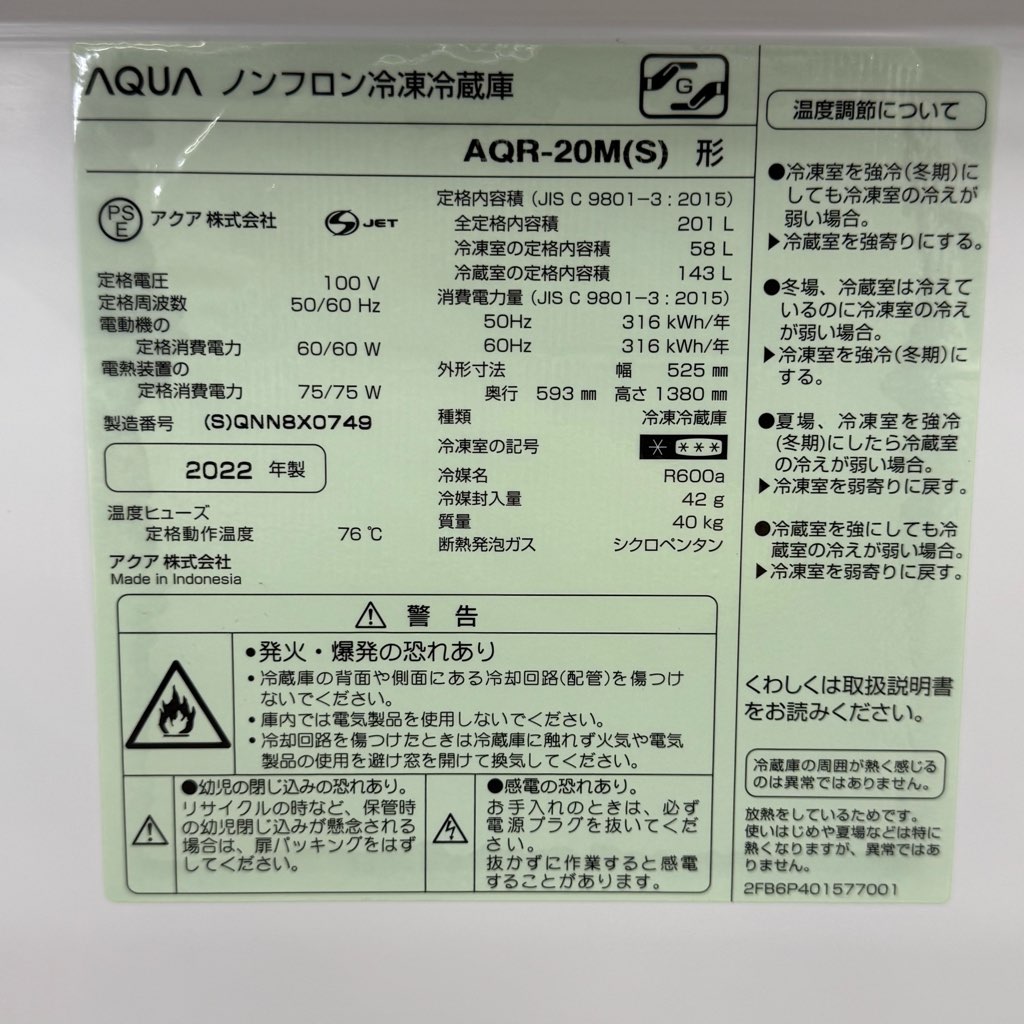 AQUA ノンフロン冷凍冷蔵庫
G
AQR-20M(S) 形
PSE アクア 株式会社 S JET
定格電圧 100 V
定格周波数 50/60 Hz
電動機の
定格消費電力 60/60 W
電熱装置の
定格消費電力 75/75 W
製造番号 (S)QNN8X0749
2022 年製
温度ヒューズ
定格動作温度 76 ℃
アクア 株式会社
Made in Indonesia
定格内容積 (JIS C 9801-3 : 2015)
全定格内容積 201 L
冷凍室の定格内容積 58 L
冷蔵室の定格内容積 143 L
消費電力量 (JIS C 9801-3 : 2015)
50Hz 316 kWh/年
60Hz 316 kWh/年
外形寸法 幅 525 ㎜
奥行 593 ㎜ 高さ 1380 ㎜
種類 冷凍冷蔵庫
冷凍室の記号 * ***
冷媒名 R600a
冷媒封入量 42 g
質量 40 kg
断熱発泡ガス シクロペンタン
⚠ 警告
●発火・爆発の恐れあり
・冷蔵庫の背面や側面にある冷却回路(配管)を傷つけ
ないでください。
・庫内では電気製品を使用しないでください。
・冷却回路を傷つけたときは冷蔵庫に触れず火気や電気
製品の使用を避け窓を開けて換気してください。
●幼児の閉じ込みの恐れあり。
リサイクルの時など、保管時
の幼児閉じ込みが懸念される
場合は、扉パッキングをはず
してください。
●感電の恐れあり。
お手入れのときは、必ず
電源プラグを抜いてくだ
さい。
抜かずに作業すると感電
することがあります。
温度調節について
●冷凍室を強冷(冬期)に
しても冷凍室の冷えが
弱い場合。
▶冷蔵室を強寄りにする。
●冬場、冷蔵室は冷えて
いるのに冷凍室の冷え
が弱い場合。
▶冷凍室を強冷(冬期)に
する。
●夏場、冷凍室を強冷
(冬期)にしたら冷蔵室
の冷えが弱い場合。
▶冷凍室を弱寄りに戻す。
●冷蔵室を強にしても冷
蔵室の冷えが弱い場合。
▶冷凍室を弱寄りに戻す。
くわしくは取扱説明書
をお読みください。
冷蔵庫の周囲が熱く感じる
のは異常ではありません。
放熱をしているためです。
使いはじめや夏場などは特に
熱くなりますが、異常ではあ
りません。
2FB6P401577001